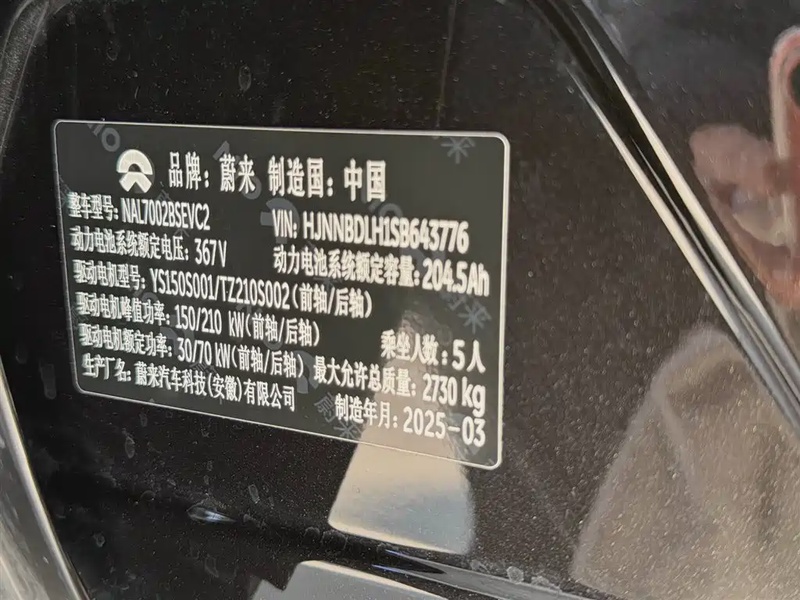 品牌：蔚来 制造国：中国
整车型号：NAL7002BSEVC2 VIN: HJNNBDLH1SB643776
动力电池系统额定电压：367V 动力电池系统额定容量：204.5Ah
驱动电机型号：YS150S001/TZ210S002(前轴/后轴)
驱动电机峰值功率：150/210 kW(前轴/后轴) 乘坐人数：5人
驱动电机额定功率：30/70 kW(前轴/后轴) 最大允许总质量：2730 kg
生产厂名：蔚来汽车科技(安徽)有限公司 制造年月：2025-03